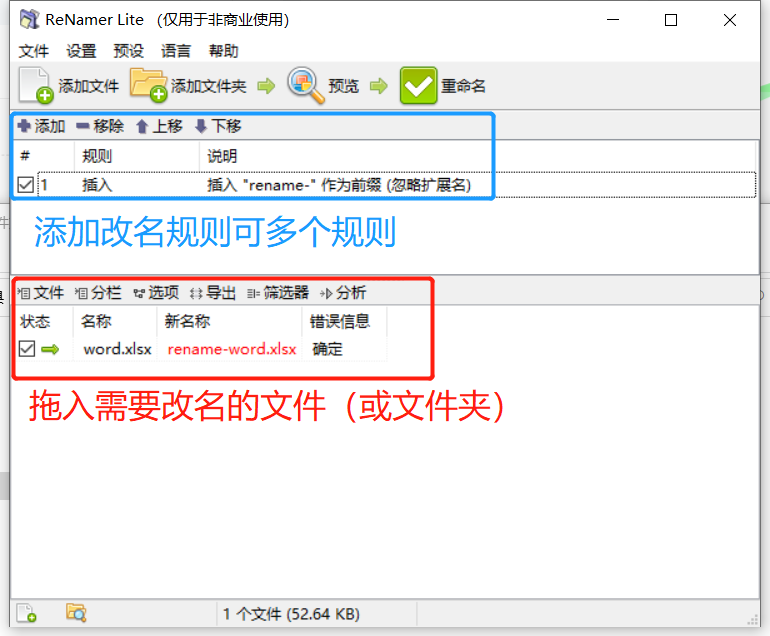 ReNamer Lite （仅用于非商业使用）
文件 设置 预设 语言 帮助
添加文件 添加文件夹 预览 重命名
添加 移除 上移 下移
# 规则 说明
1 插入 插入 "rename-" 作为前缀 (忽略扩展名)
添加改名规则可多个规则
文件 分栏 选项 导出 筛选器 分析
状态 名称 新名称 错误信息
word.xlsx rename-word.xlsx 确定
拖入需要改名的文件（或文件夹）
1 个文件 (52.64 KB)